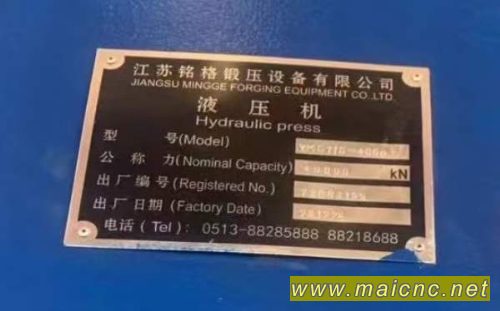 江苏铭格锻压设备有限公司
JIANGSU MINGGE FORGING EQUIPMENT CO.,LTD.
液压机
Hydraulic press
型 号(Model)
公 称 力(Nominal Capacity) kN
出厂编号(Registered No.)
出厂日期(Factory Date)
电话(Tel): 0513-88285888 88218688
www.maicnc.net